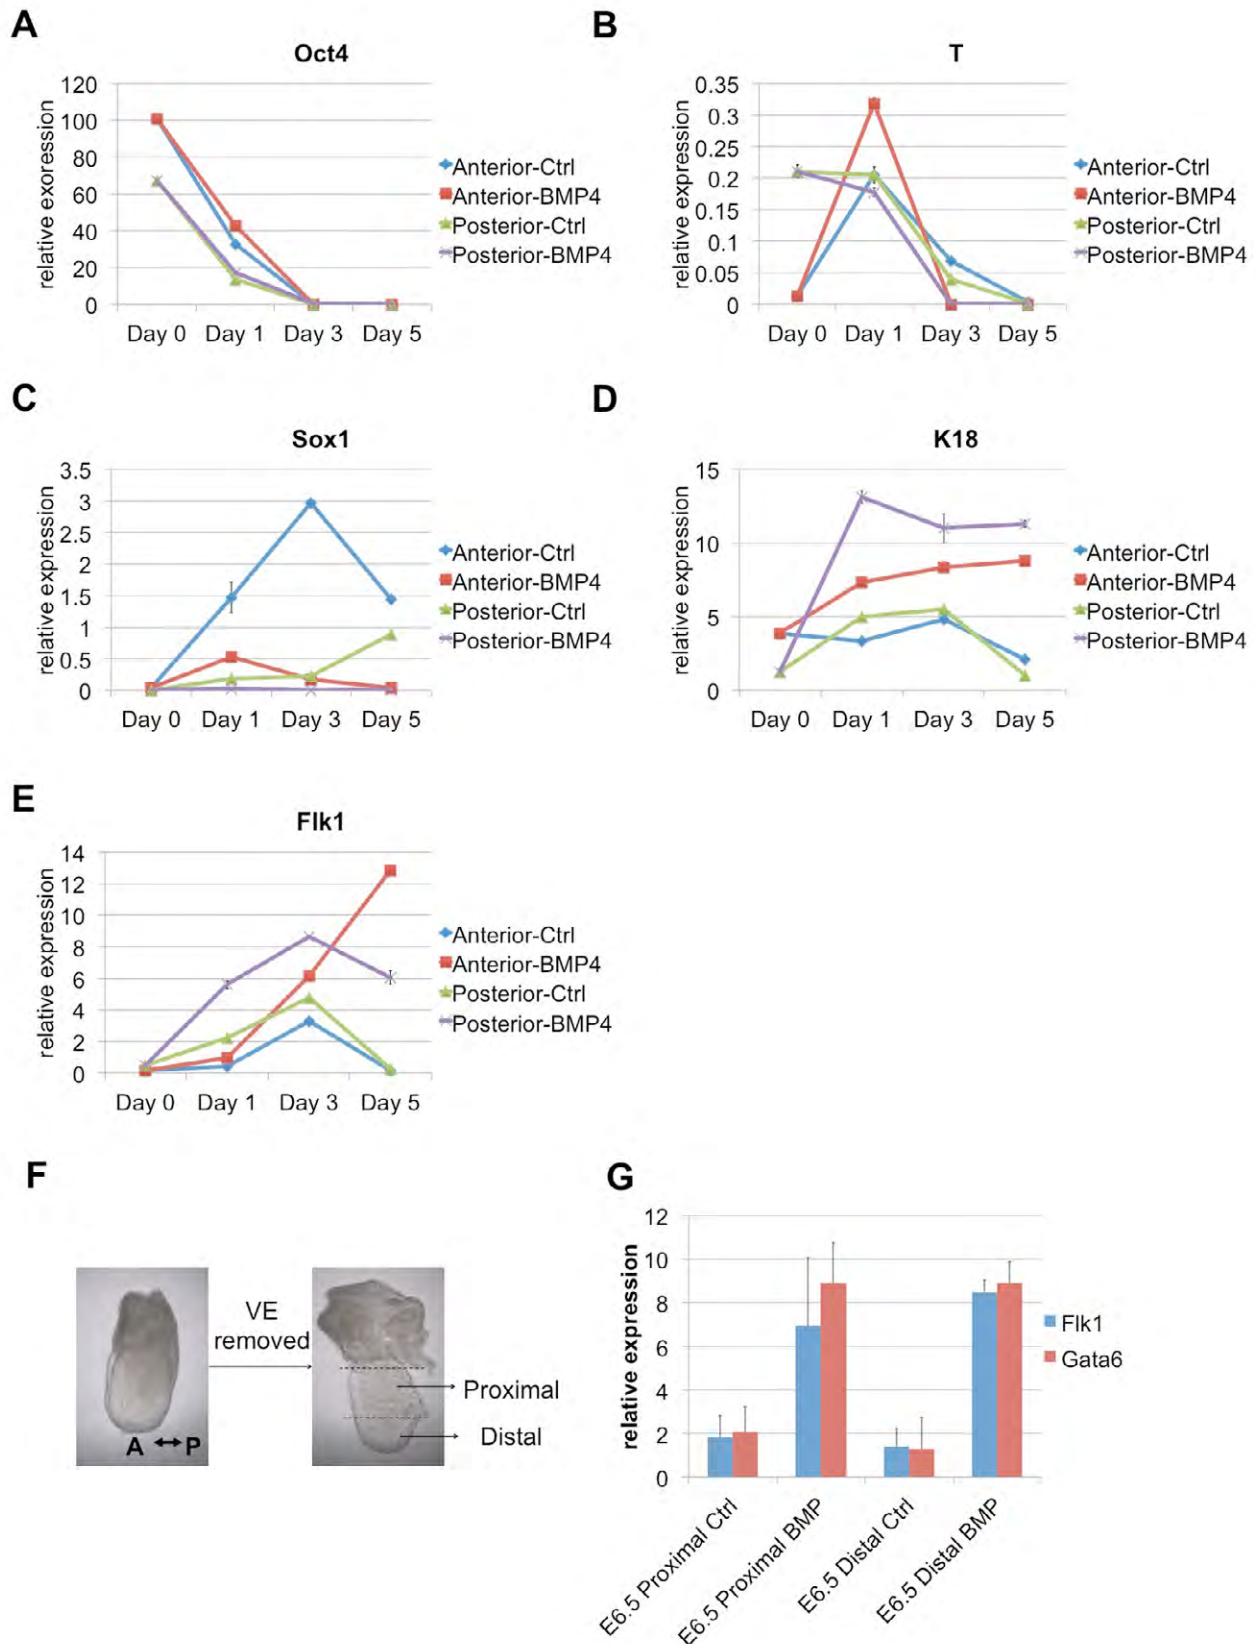 A
Oct4
relative exoression
120
100
80
60
40
20
0
Day 0 Day 1 Day 3 Day 5
Anterior-Ctrl
Anterior-BMP4
Posterior-Ctrl
Posterior-BMP4
B
T
relative expression
0.35
0.3
0.25
0.2
0.15
0.1
0.05
0
Day 0 Day 1 Day 3 Day 5
Anterior-Ctrl
Anterior-BMP4
Posterior-Ctrl
Posterior-BMP4
C
Sox1
relative expression
3.5
3
2.5
2
1.5
1
0.5
0
Day 0 Day 1 Day 3 Day 5
Anterior-Ctrl
Anterior-BMP4
Posterior-Ctrl
Posterior-BMP4
D
K18
relative expression
15
10
5
0
Day 0 Day 1 Day 3 Day 5
Anterior-Ctrl
Anterior-BMP4
Posterior-Ctrl
Posterior-BMP4
E
Flk1
relative expression
14
12
10
8
6
4
2
0
Day 0 Day 1 Day 3 Day 5
Anterior-Ctrl
Anterior-BMP4
Posterior-Ctrl
Posterior-BMP4
F
A P
VE
removed
Proximal
Distal
G
relative expression
12
10
8
6
4
2
0
E6.5 Proximal Ctrl
E6.5 Proximal BMP
E6.5 Distal Ctrl
E6.5 Distal BMP
Flk1
Gata6